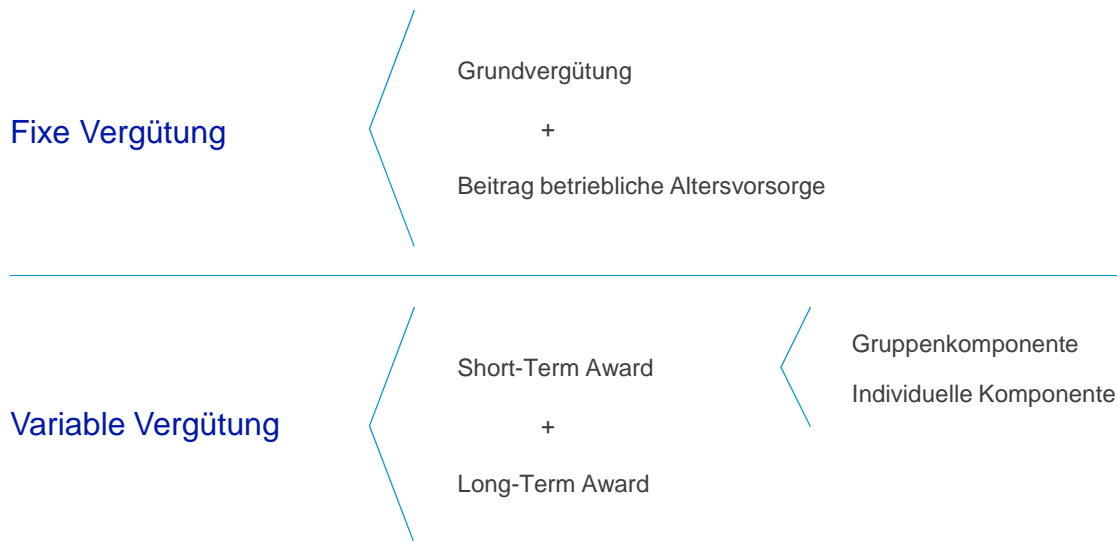 Grundvergütung
Fixe Vergütung
+
Beitrag betriebliche Altersvorsorge
Gruppenkomponente
Short-Term Award
Individuelle Komponente
Variable Vergütung
+
Long-Term Award